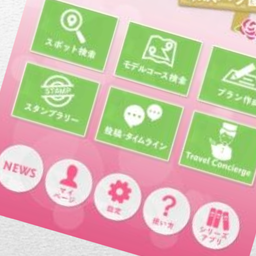 スポット検索
モデルコース検索
プラン作
STAMP
スタンプラリー
投稿・タイムライン
Travel Concierge
NEWS
マイ
ページ
設定
使い方
シリーズ
アプリ